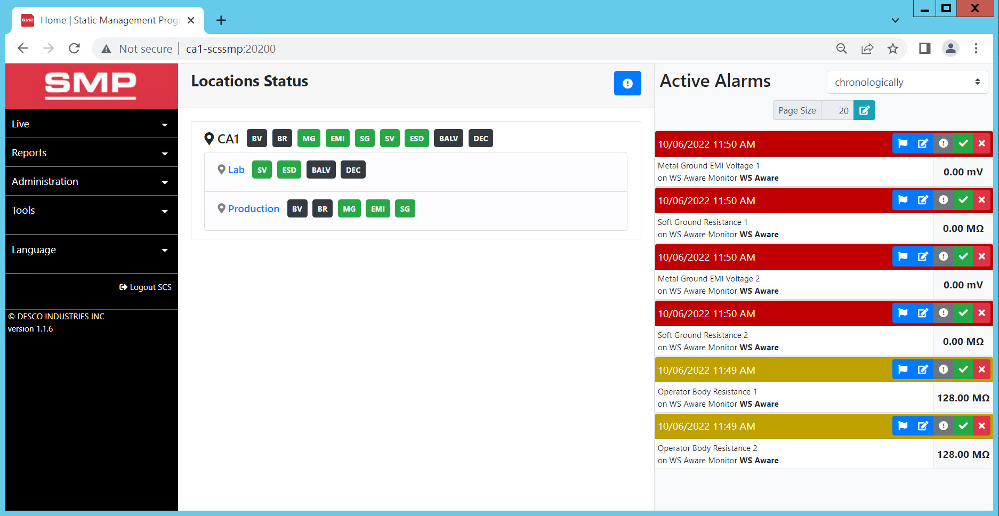 SMP
Home | Static Management Prog
Not secure
ca1-scssmp:20200
SMP
Live
Reports
Administration
Tools
Language
Logout SCS
© DESCO INDUSTRIES INC
version 1.1.6
Locations Status
CA1 BV BR MG EMI SG SV ESD BALV DEC
Lab SV ESD BALV DEC
Production BV BR MG EMI SG
Active Alarms
chronologically
Page Size 20
10/06/2022 11:50 AM
Metal Ground EMI Voltage 1
on WS Aware Monitor WS Aware
0.00 mV
10/06/2022 11:50 AM
Soft Ground Resistance 1
on WS Aware Monitor WS Aware
0.00 MΩ
10/06/2022 11:50 AM
Metal Ground EMI Voltage 2
on WS Aware Monitor WS Aware
0.00 mV
10/06/2022 11:50 AM
Soft Ground Resistance 2
on WS Aware Monitor WS Aware
0.00 MΩ
10/06/2022 11:49 AM
Operator Body Resistance 1
on WS Aware Monitor WS Aware
128.00 MΩ
10/06/2022 11:49 AM
Operator Body Resistance 2
on WS Aware Monitor WS Aware
128.00 MΩ